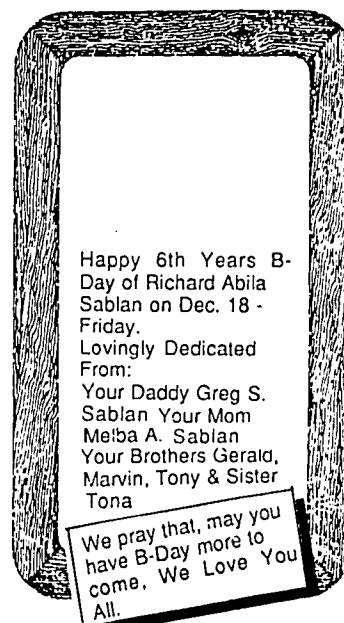 Happy 6th Years B-
Day of Richard Abila
Sablan on Dec. 18 -
Friday.
Lovingly Dedicated
From:
Your Daddy Greg S.
Sablan Your Mom
Melba A. Sablan
Your Brothers Gerald,
Marvin, Tony & Sister
Tona
We pray that, may you
have B-Day more to
come, We Love You
All.